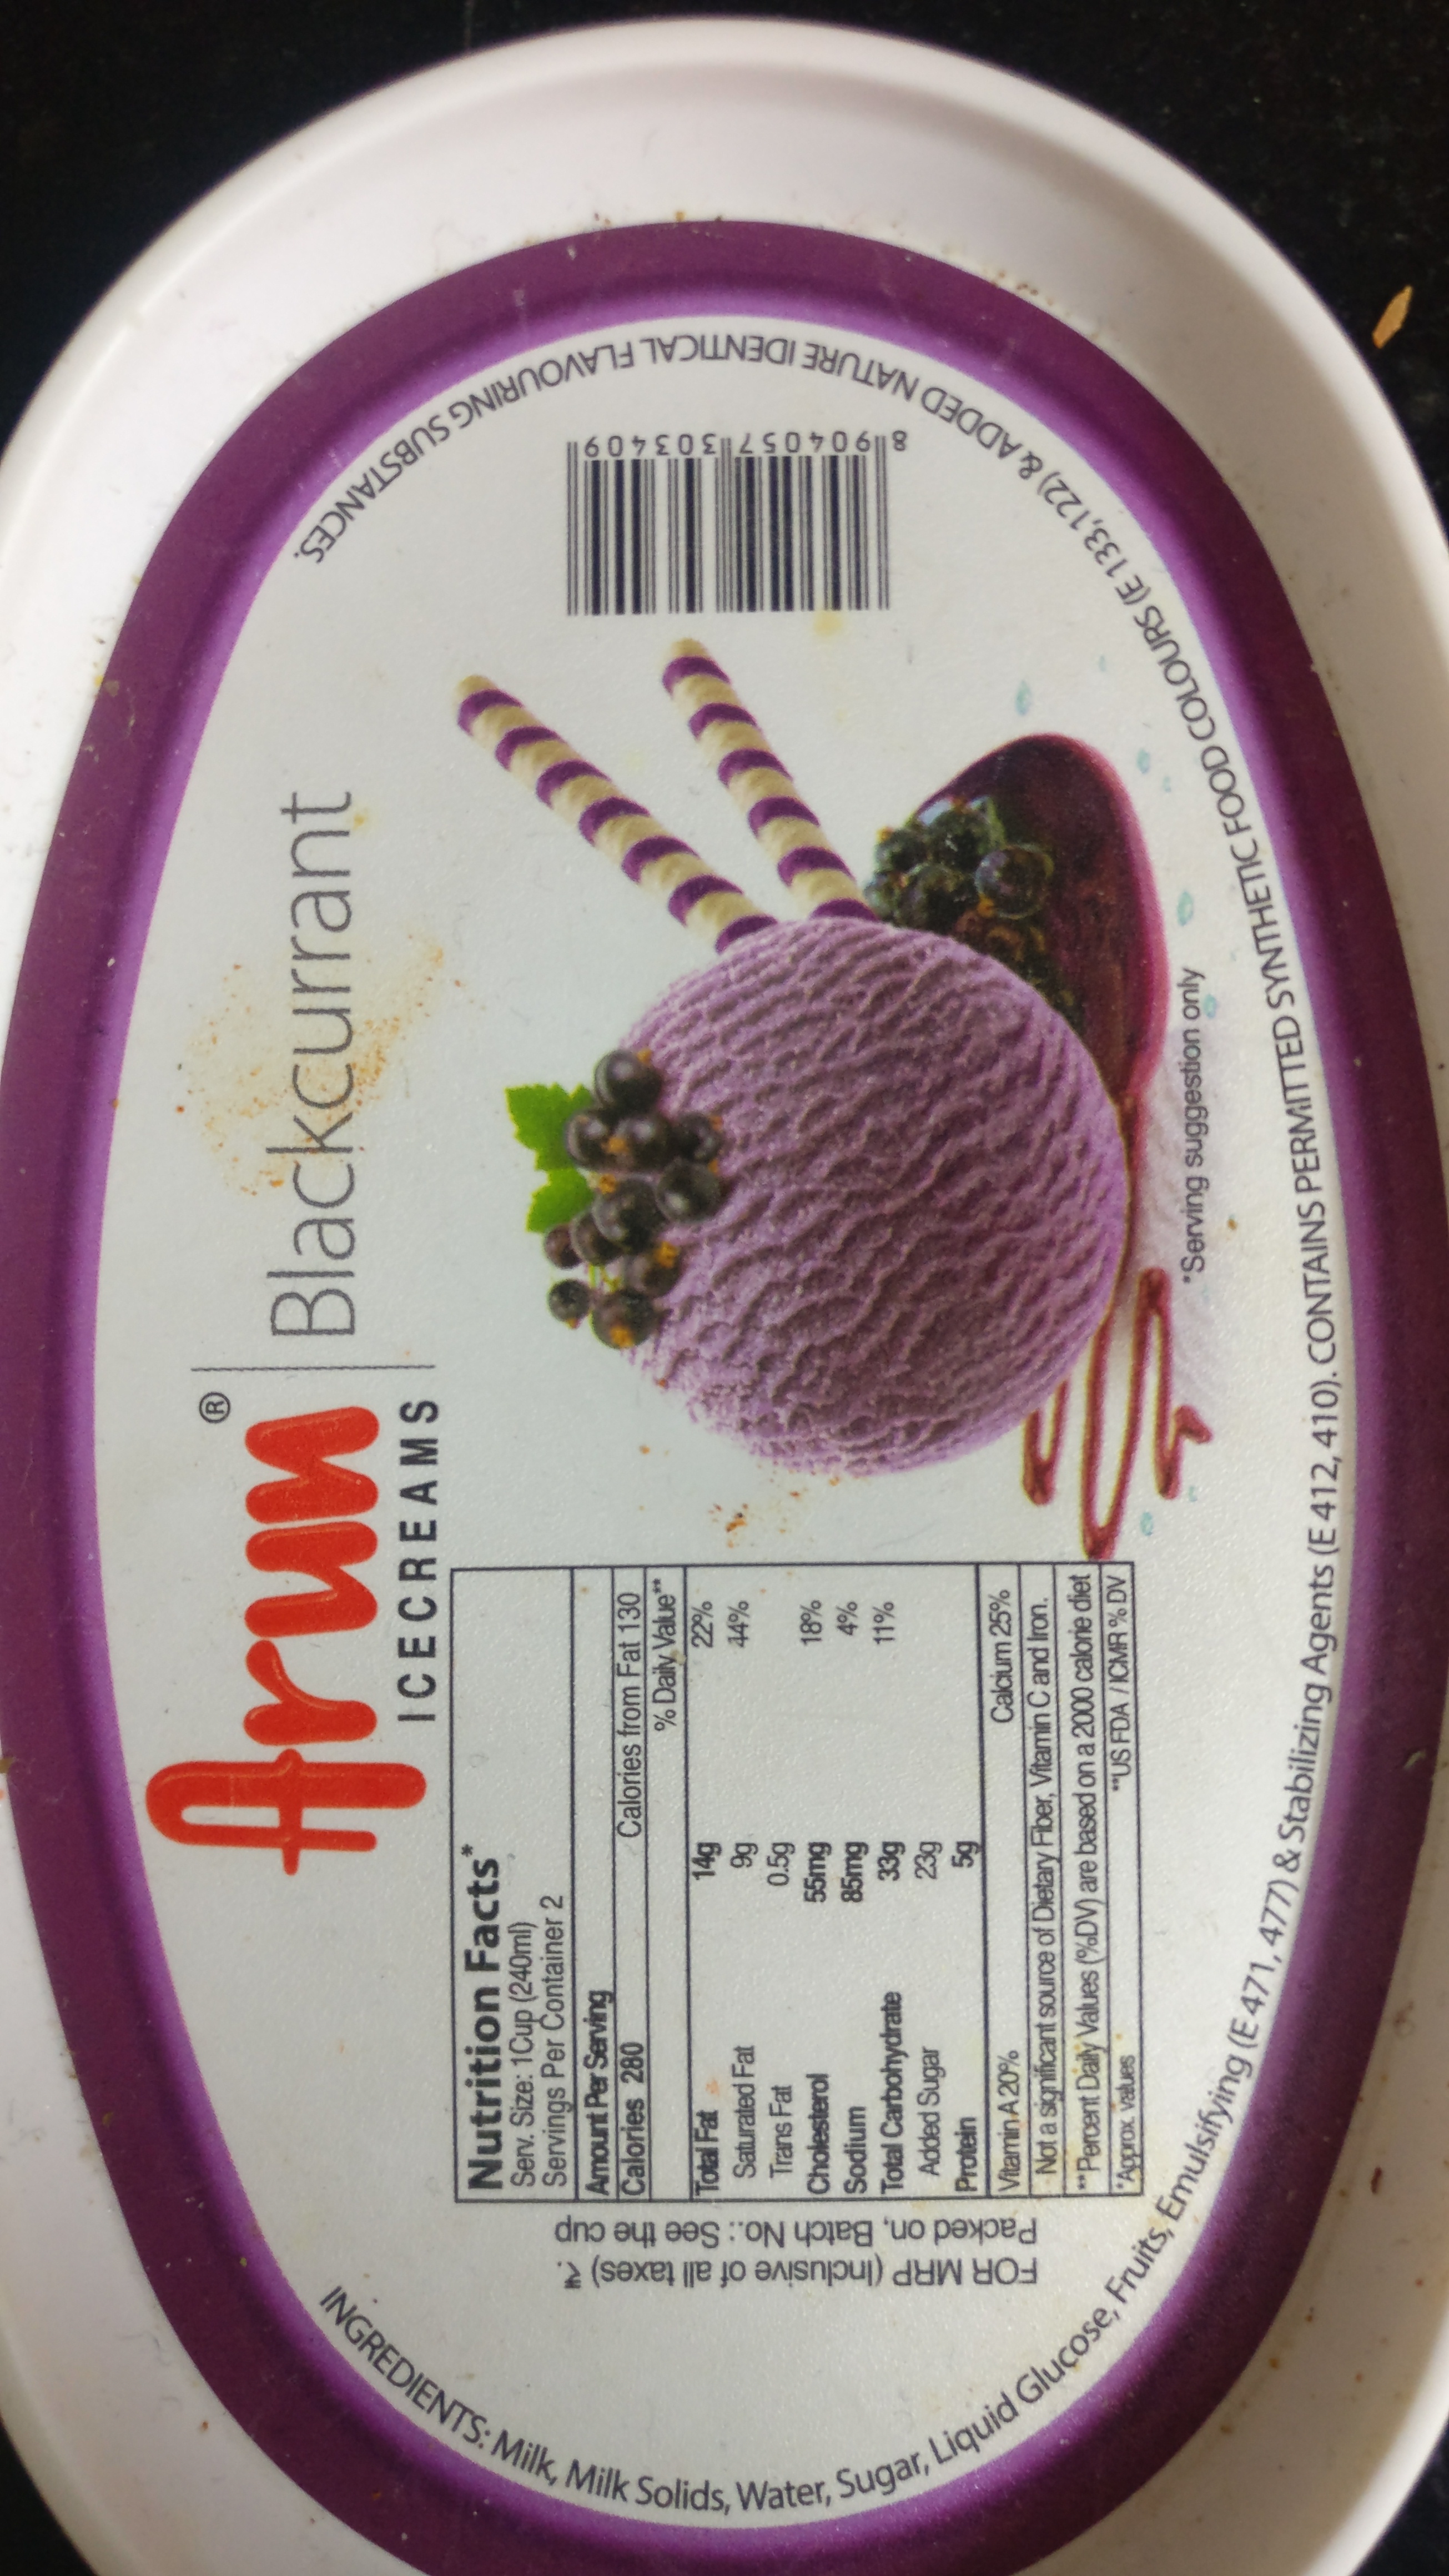 Arun®
ICECREAMS
Blackcurrant
Nutrition Facts*
Serv. Size: 1Cup (240ml)
Servings Per Container 2
Amount Per Serving
Calories 280 Calories from Fat 130
% Daily Value**
Total Fat 14g 22%
Saturated Fat 9g 44%
Trans Fat 0.5g
Cholesterol 55mg 18%
Sodium 85mg 4%
Total Carbohydrate 33g 11%
Added Sugar 23g
Protein 5g
Vitamin A 20% Calcium 25%
Not a significant source of Dietary Fiber, Vitamin C and Iron.
**Percent Daily Values (%DV) are based on a 2000 calorie diet
*Approx. values **US FDA / ICMR % DV
FOR MRP (Inclusive of all taxes) ₹.
Packed on, Batch No.: See the cup
*Serving suggestion only
8 904057 303409
INGREDIENTS: Milk, Milk Solids, Water, Sugar, Liquid Glucose, Fruits, Emulsifying (E 471, 477) & Stabilizing Agents (E 412, 410). CONTAINS PERMITTED SYNTHETIC FOOD COLOURS (E 133,122) & ADDED NATURE IDENTICAL FLAVOURING SUBSTANCES.